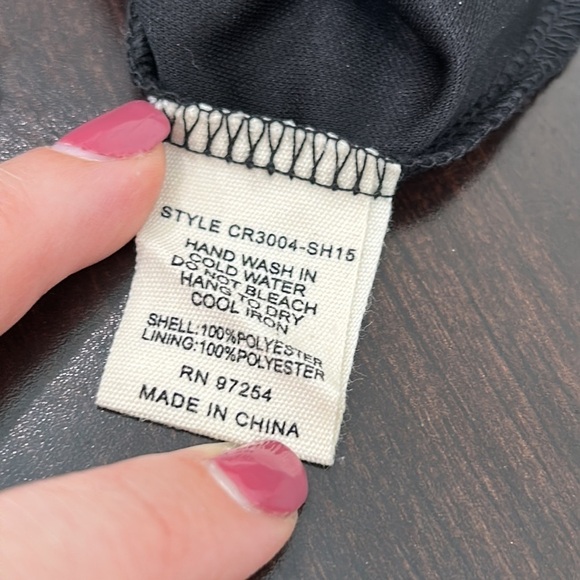 STYLE CR3004-SH15
HAND WASH IN
COLD WATER
DO NOT BLEACH
HANG TO DRY
COOL IRON
SHELL:100%POLYESTER
LINING:100%POLYESTER
RN 97254
MADE IN CHINA